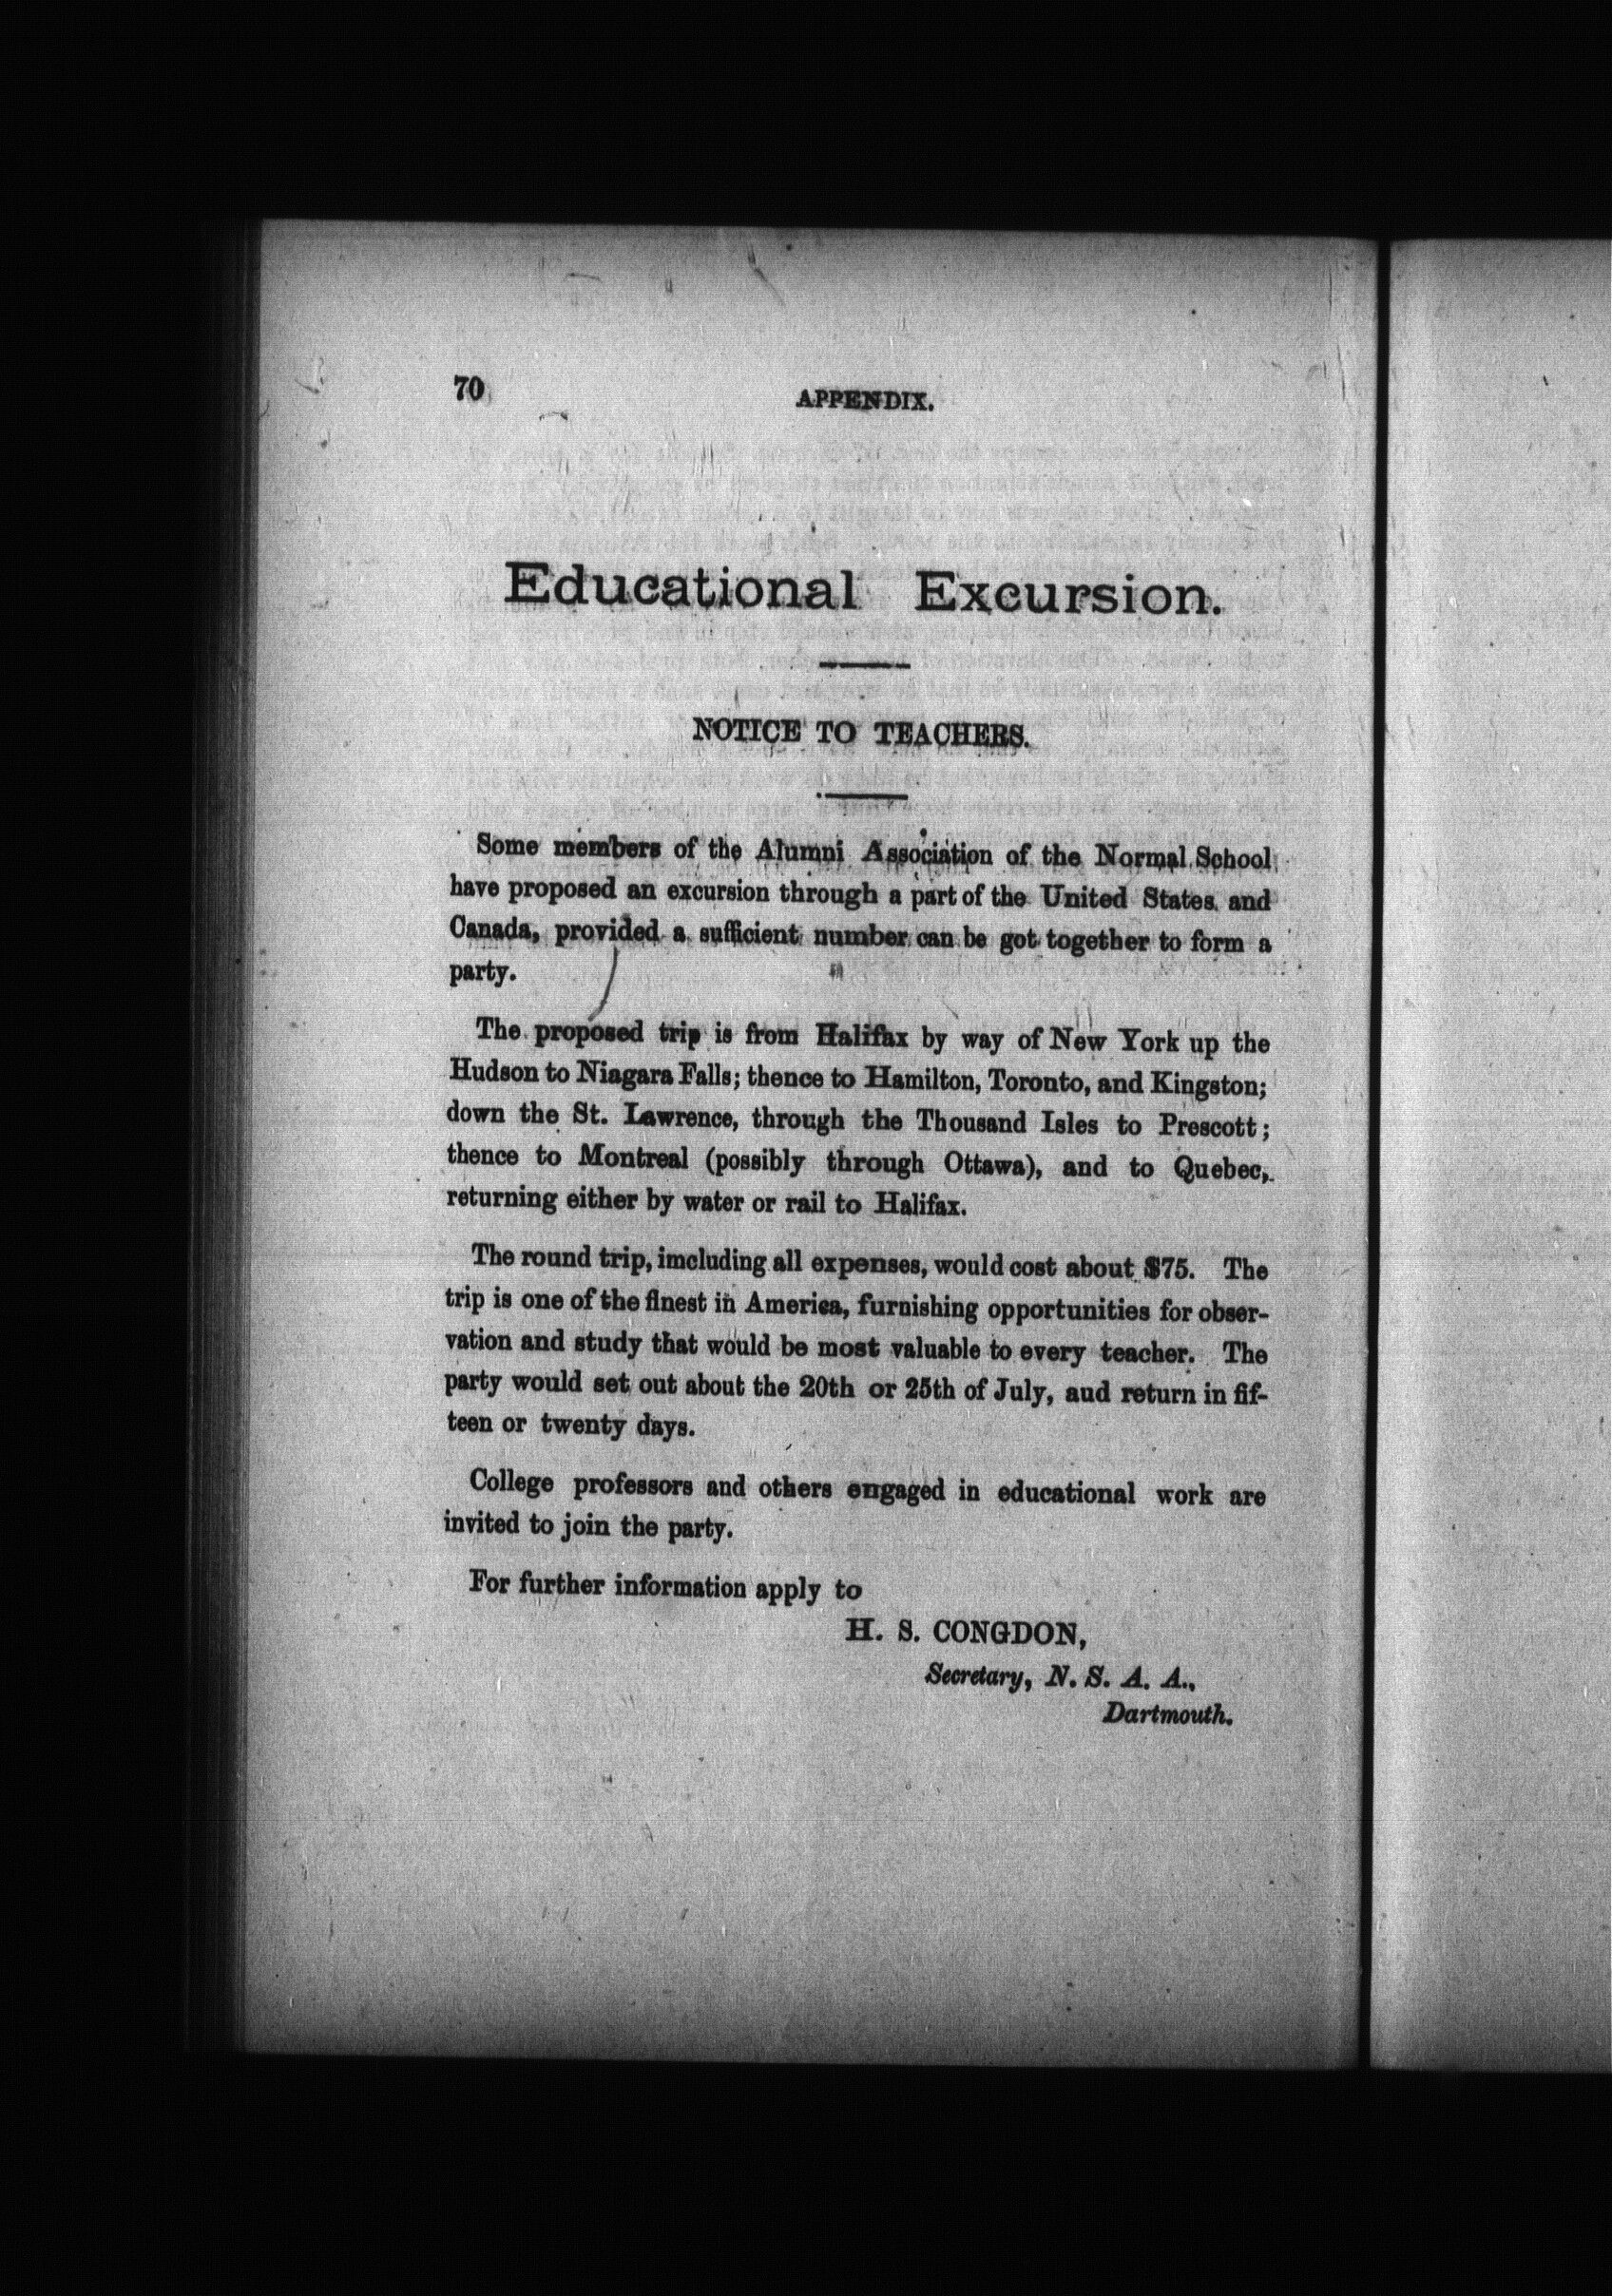 70
APPENDIX.
Educational Excursion.
NOTICE TO TEACHERS.
Some members of the Alumni Association of the Normal School
have proposed an excursion through a part of the United States and
Canada, provided a sufficient number can be got together to form a
party.
The proposed trip is from Halifax by way of New York up the
Hudson to Niagara Falls; thence to Hamilton, Toronto, and Kingston;
down the St. Lawrence, through the Thousand Isles to Prescott;
thence to Montreal (possibly through Ottawa), and to Quebec,
returning either by water or rail to Halifax.
The round trip, imcluding all expenses, would cost about $75. The
trip is one of the finest in America, furnishing opportunities for obser-
vation and study that would be most valuable to every teacher. The
party would set out about the 20th or 25th of July, aud return in fif-
teen or twenty days.
College professors and others engaged in educational work are
invited to join the party.
For further information apply to
H. S. CONGDON,
Secretary, N. S. A. A.,
Dartmouth.